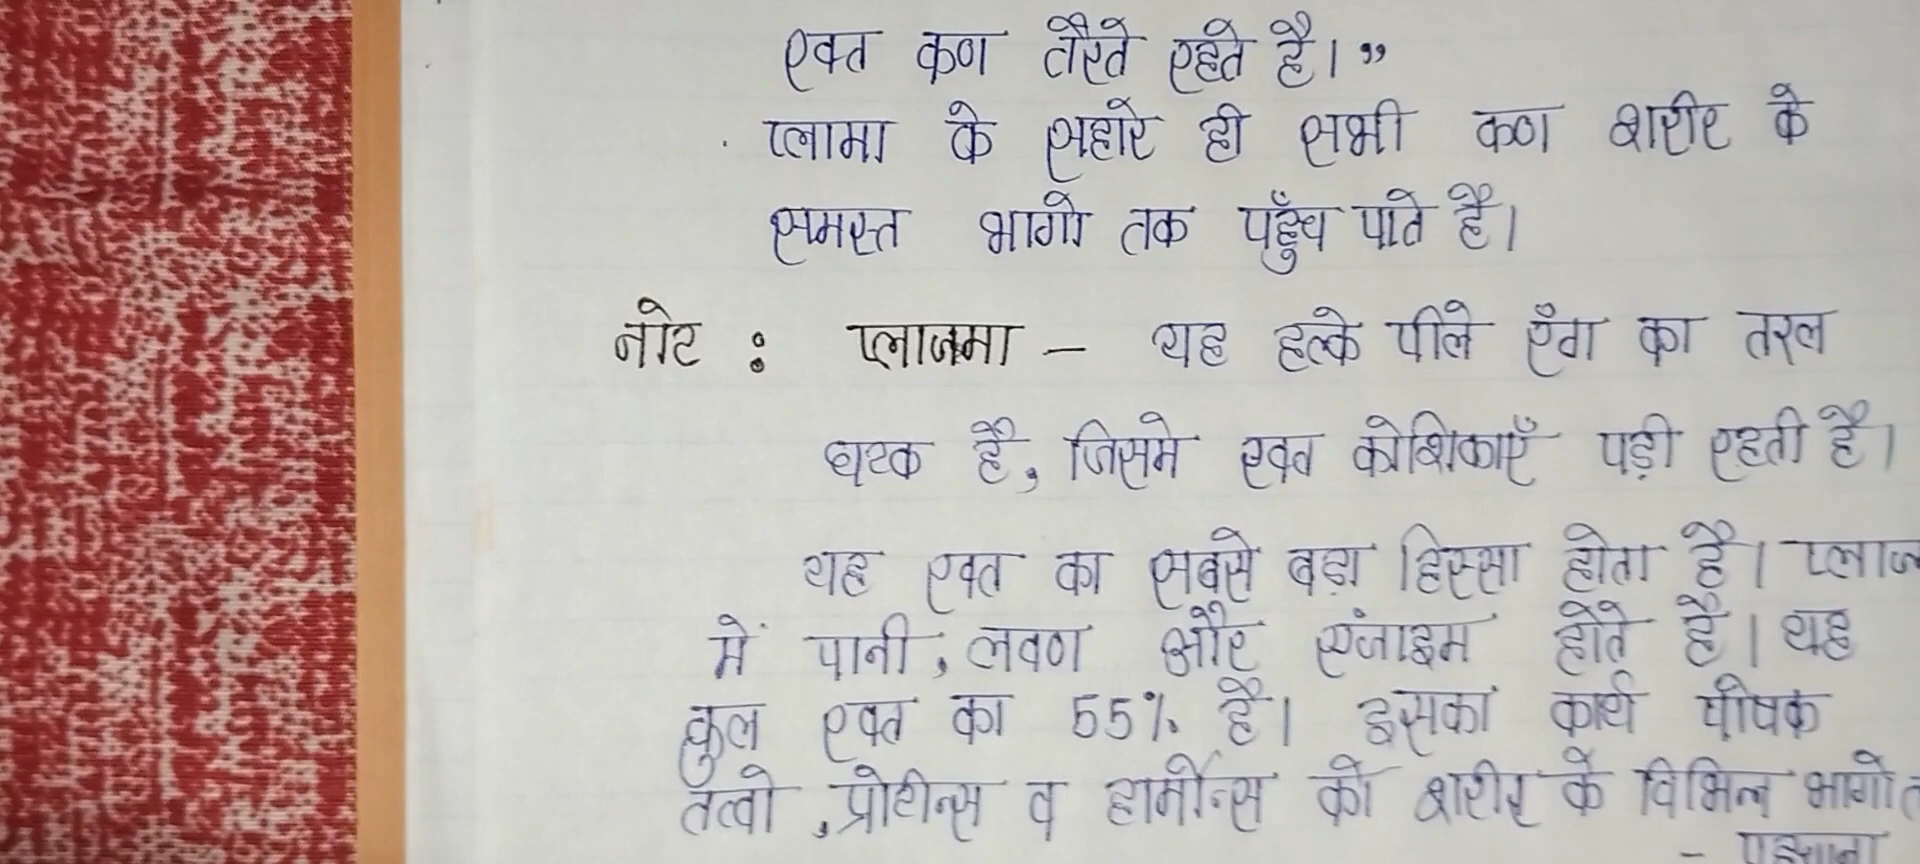 रक्त कण तैरते रहते है।”
प्लामा के सहारे ही सभी कण शरीर के
समस्त भागो तक पहुँच पाते है।
नोट : प्लाजमा – यह हल्के पीले रँग का तरल
घटक है, जिसमे रक्त कोशिकाएँ पड़ी रहती है।
यह रक्त का सबसे बड़ा हिस्सा होता है। प्लाज
में पानी, लवण और एंजाइम होते है। यह
कुल रक्त का 55% है। इसका कार्य पोषक
तत्वो, प्रोटीन्स व हार्मोन्स को शरीर के विभिन्न भागो